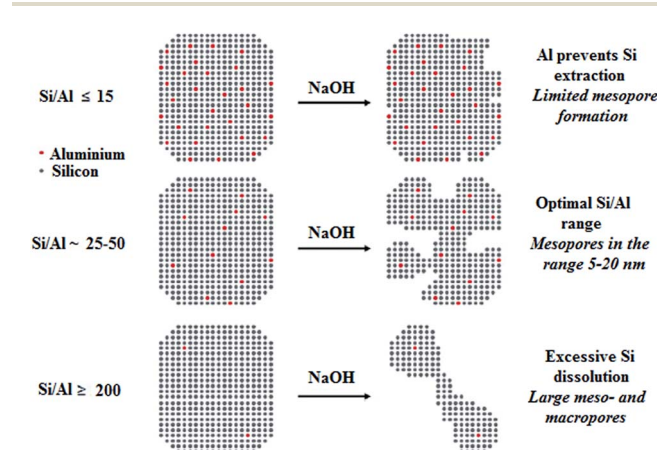 Si/Al ≤ 15
NaOH
Al prevents Si
extraction
Limited mesopore
formation
Aluminium
Silicon
Si/Al ~ 25-50
NaOH
Optimal Si/Al
range
Mesopores in the
range 5-20 nm
Si/Al ≥ 200
NaOH
Excessive Si
dissolution
Large meso- and
macropores